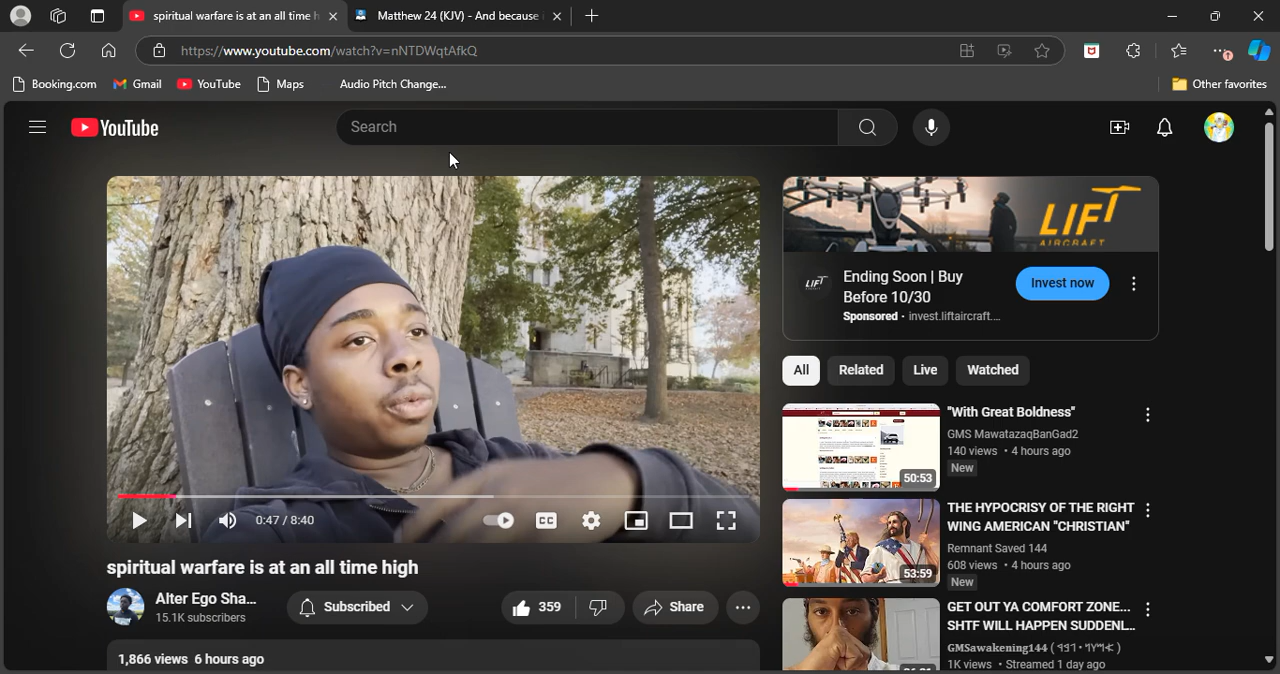 spiritual warfare is at an all time h
Matthew 24 (KJV) - And because
https://www.youtube.com/watch?v=nNTDWqtAfkQ
Booking.com
Gmail
YouTube
Maps
Audio Pitch Change...
Other favorites
YouTube
Search
LIFT
AIRCRAFT
LIFT
Ending Soon | Buy
Before 10/30
Sponsored · invest.liftaircraft....
Invest now
All
Related
Live
Watched
"With Great Boldness"
GMS MawatazaqBanGad2
140 views • 4 hours ago
New
50:53
THE HYPOCRISY OF THE RIGHT
WING AMERICAN "CHRISTIAN"
Remnant Saved 144
608 views • 4 hours ago
New
53:59
GET OUT YA COMFORT ZONE...
SHTF WILL HAPPEN SUDDENL...
1K views • Streamed 1 day ago
0:47 / 8:40
CC
spiritual warfare is at an all time high
Alter Ego Sha...
15.1K subscribers
Subscribed
359
Share
1,866 views 6 hours ago